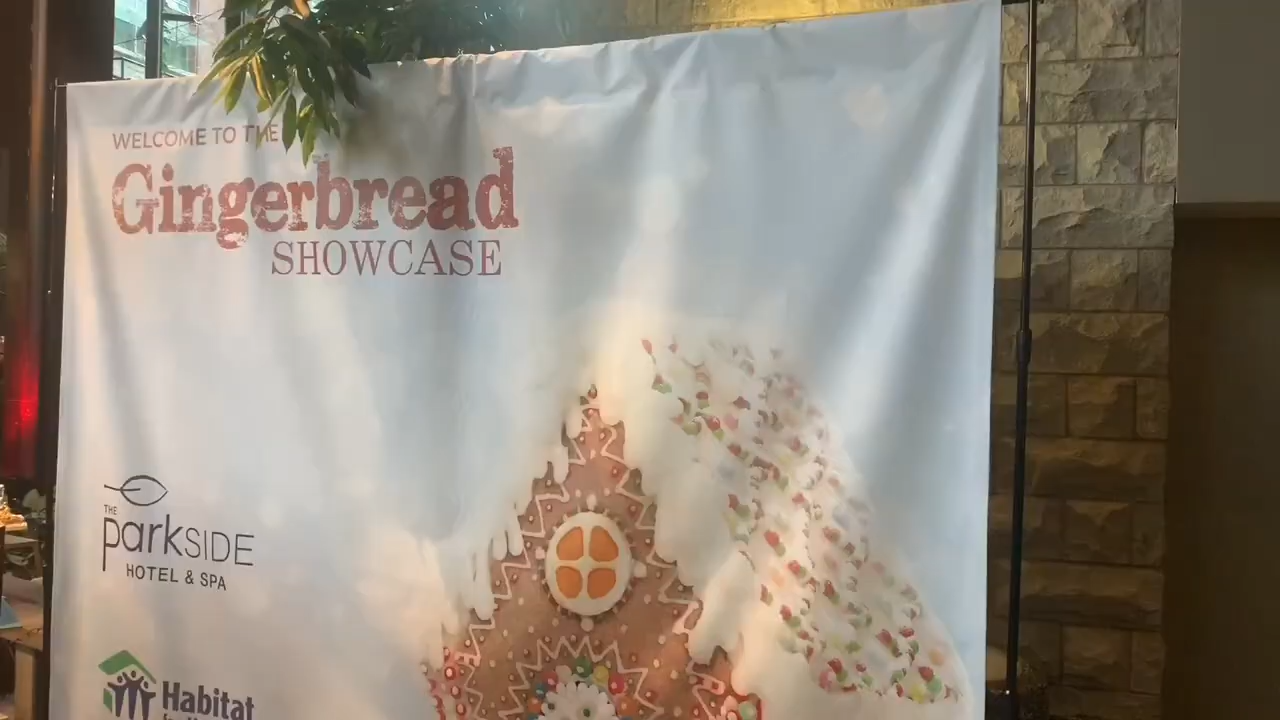 WELCOME TO THE
Gingerbread
SHOWCASE
THE
parkSIDE
HOTEL & SPA
Habitat